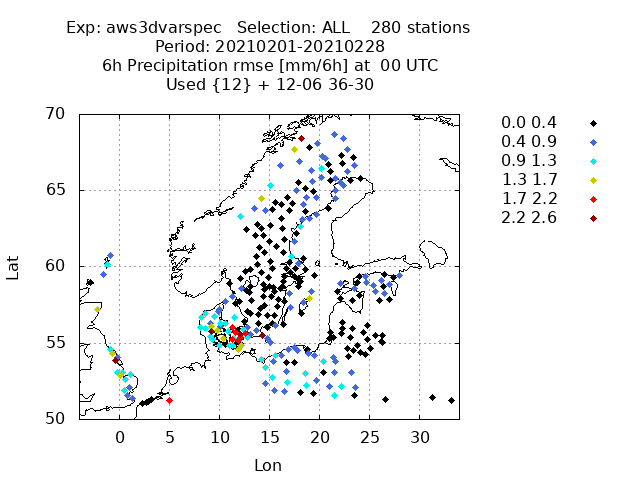 Exp: aws3dvarspec   Selection: ALL    280 stations
Period: 20210201-20210228
6h Precipitation rmse [mm/6h] at  00 UTC
Used {12} + 12-06 36-30
70
65
60
55
50
Lat
0 5 10 15 20 25 30
Lon
0.0 0.4
0.4 0.9
0.9 1.3
1.3 1.7
1.7 2.2
2.2 2.6